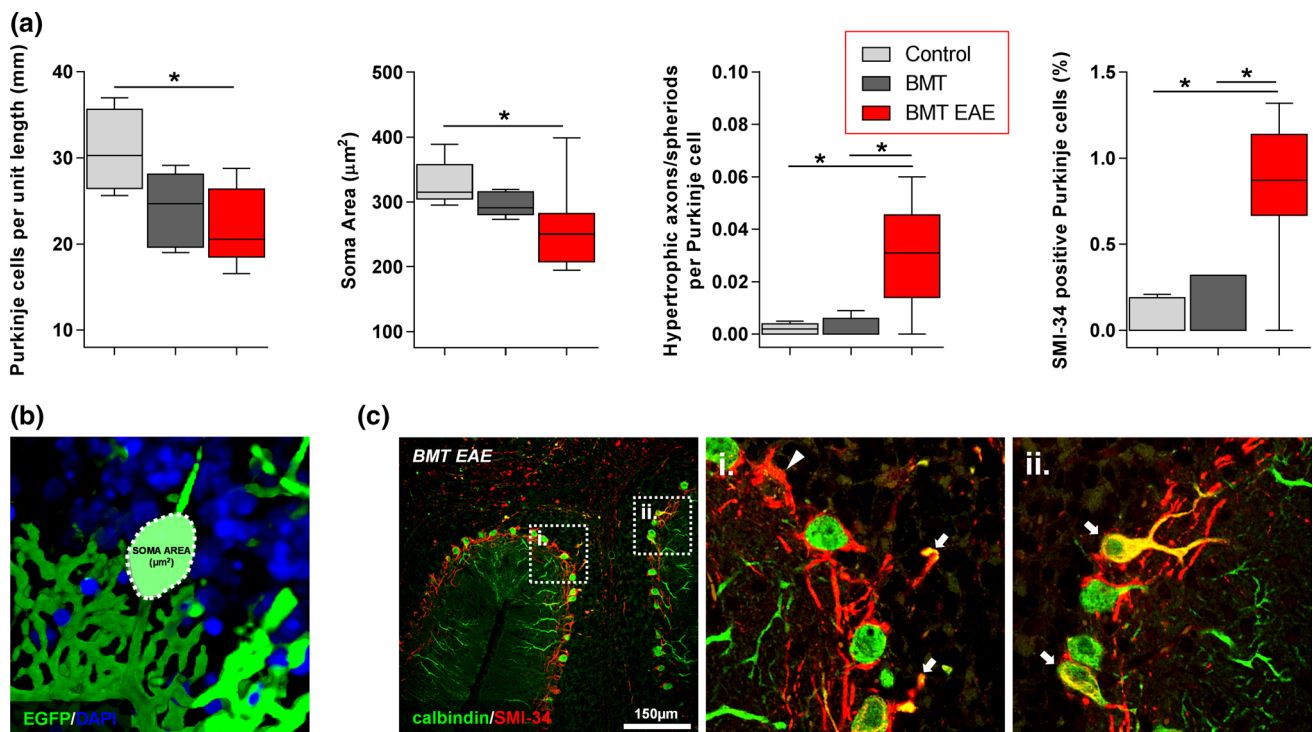 (a)
Purkinje cells per unit length (mm)
40
30
20
10
*
Soma Area (μm²)
500
400
300
200
100
*
Hypertrophic axons/spheriods
per Purkinje cell
0.10
0.08
0.06
0.04
0.02
0.00
*
*
Control
BMT
BMT EAE
SMI-34 positive Purkinje cells (%)
1.5
1.0
0.5
0.0
*
*
(b)
SOMA AREA
(μm²)
EGFP/DAPI
(c)
BMT EAE
i.
ii.
calbindin/SMI-34
150μm
i.
ii.